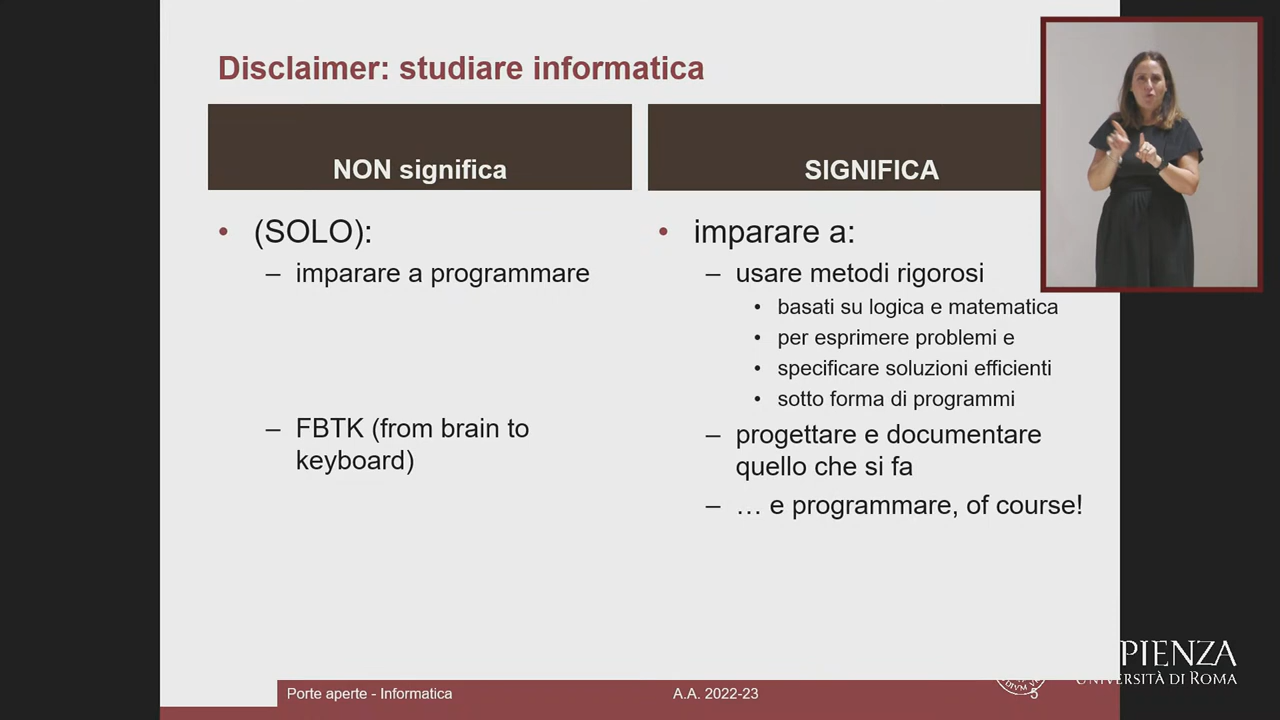 Disclaimer: studiare informatica
NON significa
• (SOLO):
– imparare a programmare
– FBTK (from brain to
keyboard)
SIGNIFICA
• imparare a:
– usare metodi rigorosi
• basati su logica e matematica
• per esprimere problemi e
• specificare soluzioni efficienti
• sotto forma di programmi
– progettare e documentare
quello che si fa
– … e programmare, of course!
Porte aperte - Informatica
A.A. 2022-23
5
PIENZA
UNIVERSITÀ DI ROMA